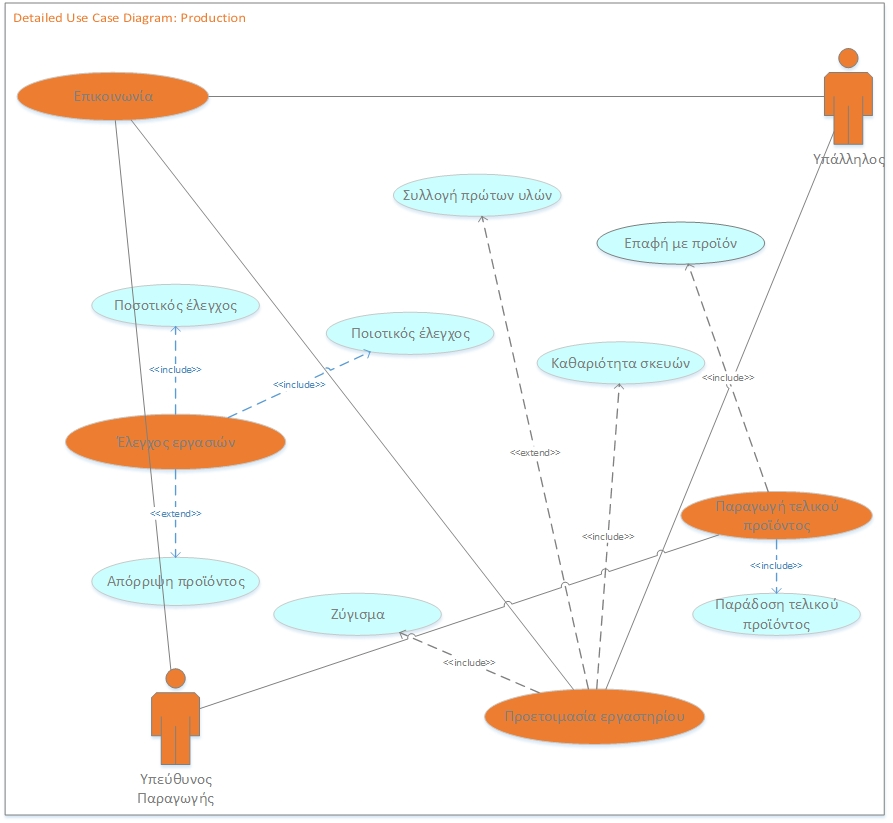 Detailed Use Case Diagram: Production
Επικοινωνία
Υπάλληλος
Συλλογή πρώτων υλών
Επαφή με προϊόν
Ποσοτικός έλεγχος
Ποιοτικός έλεγχος
Καθαριότητα σκευών
<<include>>
<<include>>
<<include>>
Έλεγχος εργασιών
<<extend>>
<<extend>>
Παραγωγή τελικού
προϊόντος
<<include>>
<<include>>
Απόρριψη προϊόντος
Ζύγισμα
Παράδοση τελικού
προϊόντος
<<include>>
Προετοιμασία εργαστηρίου
Υπεύθυνος
Παραγωγής